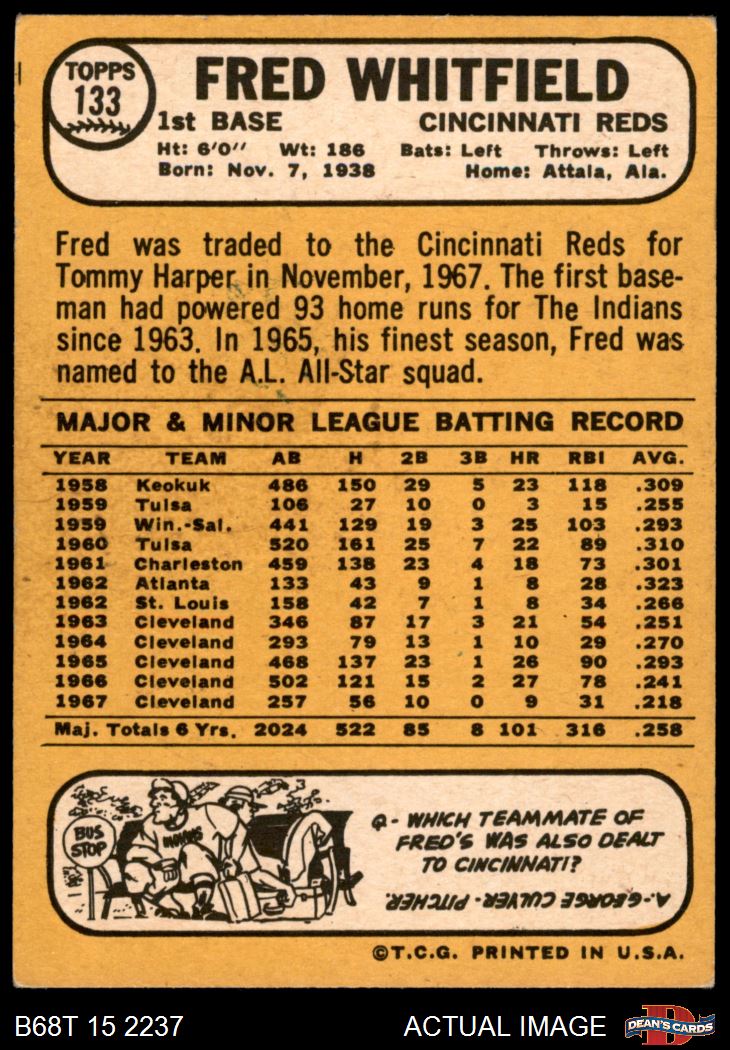 TOPPS
133
FRED WHITFIELD
1st BASE CINCINNATI REDS
Ht: 6'0" Wt: 186 Bats: Left Throws: Left
Born: Nov. 7, 1938 Home: Attala, Ala.
Fred was traded to the Cincinnati Reds for
Tommy Harper in November, 1967. The first base-
man had powered 93 home runs for The Indians
since 1963. In 1965, his finest season, Fred was
named to the A.L. All-Star squad.
MAJOR & MINOR LEAGUE BATTING RECORD
YEAR TEAM AB H 2B 3B HR RBI AVG.
1958 Keokuk 486 150 29 5 23 118 .309
1959 Tulsa 106 27 10 0 3 15 .255
1959 Win.-Sal. 441 129 19 3 25 103 .293
1960 Tulsa 520 161 25 7 22 89 .310
1961 Charleston 459 138 23 4 18 73 .301
1962 Atlanta 133 43 9 1 8 28 .323
1962 St. Louis 158 42 7 1 8 34 .266
1963 Cleveland 346 87 17 3 21 54 .251
1964 Cleveland 293 79 13 1 10 29 .270
1965 Cleveland 468 137 23 1 26 90 .293
1966 Cleveland 502 121 15 2 27 78 .241
1967 Cleveland 257 56 10 0 9 31 .218
Maj. Totals 6 Yrs. 2024 522 85 8 101 316 .258
BUS
STOP
INDIANS
Q- WHICH TEAMMATE OF
FRED'S WAS ALSO DEALT
TO CINCINNATI?
A-GEORGE CULVER-PITCHER.
©T.C.G. PRINTED IN U.S.A.
B68T 15 2237 ACTUAL IMAGE
D
DEAN'S CARDS